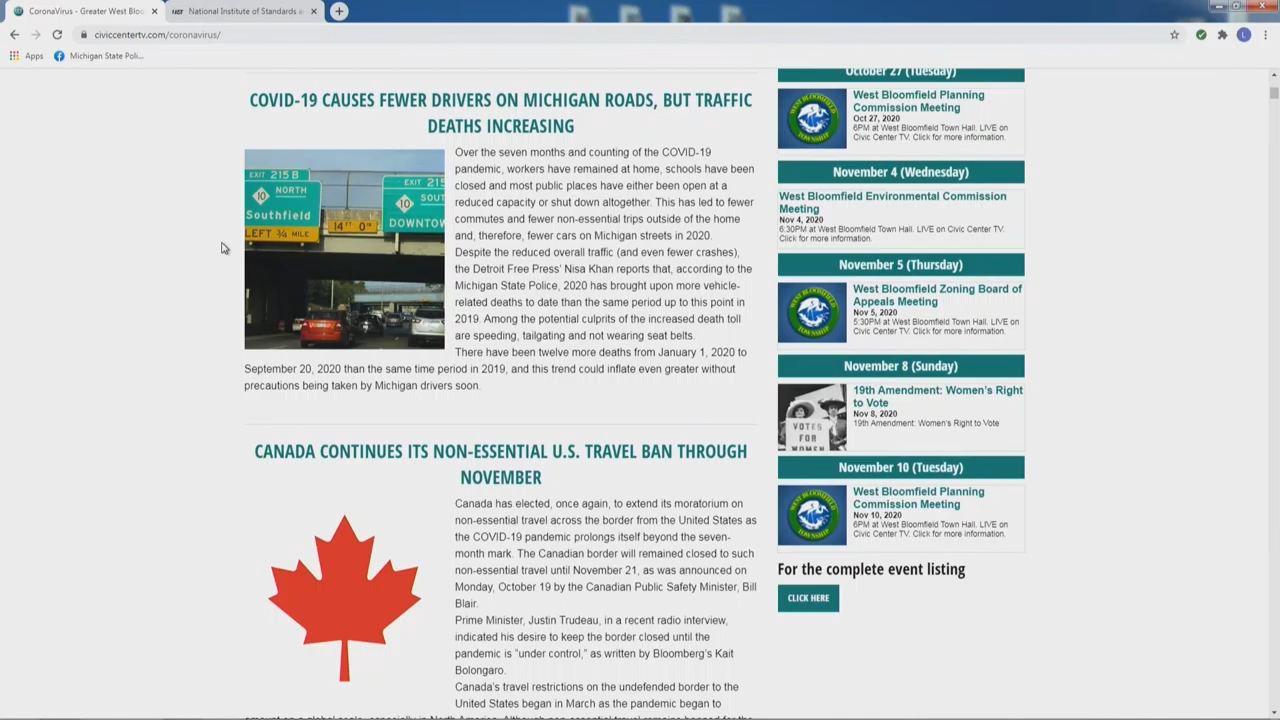 CoronaVirus - Greater West Bloo
National Institute of Standards a
civiccentertv.com/coronavirus/
L
Apps
Michigan State Poli...
COVID-19 CAUSES FEWER DRIVERS ON MICHIGAN ROADS, BUT TRAFFIC
DEATHS INCREASING
EXIT 215B
10
NORTH
Southfield
LEFT ¾ MILE
14FT 0IN
EXIT 215
10
SOUT
DOWNTOW
Over the seven months and counting of the COVID-19
pandemic, workers have remained at home, schools have been
closed and most public places have either been open at a
reduced capacity or shut down altogether. This has led to fewer
commutes and fewer non-essential trips outside of the home
and, therefore, fewer cars on Michigan streets in 2020.
Despite the reduced overall traffic (and even fewer crashes),
the Detroit Free Press' Nisa Khan reports that, according to the
Michigan State Police, 2020 has brought upon more vehicle-
related deaths to date than the same period up to this point in
2019. Among the potential culprits of the increased death toll
are speeding, tailgating and not wearing seat belts.
There have been twelve more deaths from January 1, 2020 to
September 20, 2020 than the same time period in 2019, and this trend could inflate even greater without
precautions being taken by Michigan drivers soon.
CANADA CONTINUES ITS NON-ESSENTIAL U.S. TRAVEL BAN THROUGH
NOVEMBER
Canada has elected, once again, to extend its moratorium on
non-essential travel across the border from the United States as
the COVID-19 pandemic prolongs itself beyond the seven-
month mark. The Canadian border will remained closed to such
non-essential travel until November 21, as was announced on
Monday, October 19 by the Canadian Public Safety Minister, Bill
Blair.
Prime Minister, Justin Trudeau, in a recent radio interview,
indicated his desire to keep the border closed until the
pandemic is "under control," as written by Bloomberg's Kait
Bolongaro.
Canada's travel restrictions on the undefended border to the
United States began in March as the pandemic began to
October 27 (Tuesday)
WEST BLOOMFIELD
TOWNSHIP
West Bloomfield Planning
Commission Meeting
Oct 27, 2020
6PM at West Bloomfield Town Hall. LIVE on
Civic Center TV. Click for more information.
November 4 (Wednesday)
West Bloomfield Environmental Commission
Meeting
Nov 4, 2020
6:30PM at West Bloomfield Town Hall. LIVE on Civic Center TV.
Click for more information.
November 5 (Thursday)
WEST BLOOMFIELD
TOWNSHIP
West Bloomfield Zoning Board of
Appeals Meeting
Nov 5, 2020
5:30PM at West Bloomfield Town Hall. LIVE on
Civic Center TV. Click for more information.
November 8 (Sunday)
VOTES
FOR
WOMEN
19th Amendment: Women's Right
to Vote
Nov 8, 2020
19th Amendment: Women's Right to Vote
November 10 (Tuesday)
WEST BLOOMFIELD
TOWNSHIP
West Bloomfield Planning
Commission Meeting
Nov 10, 2020
6PM at West Bloomfield Town Hall. LIVE on
Civic Center TV. Click for more information.
For the complete event listing
CLICK HERE